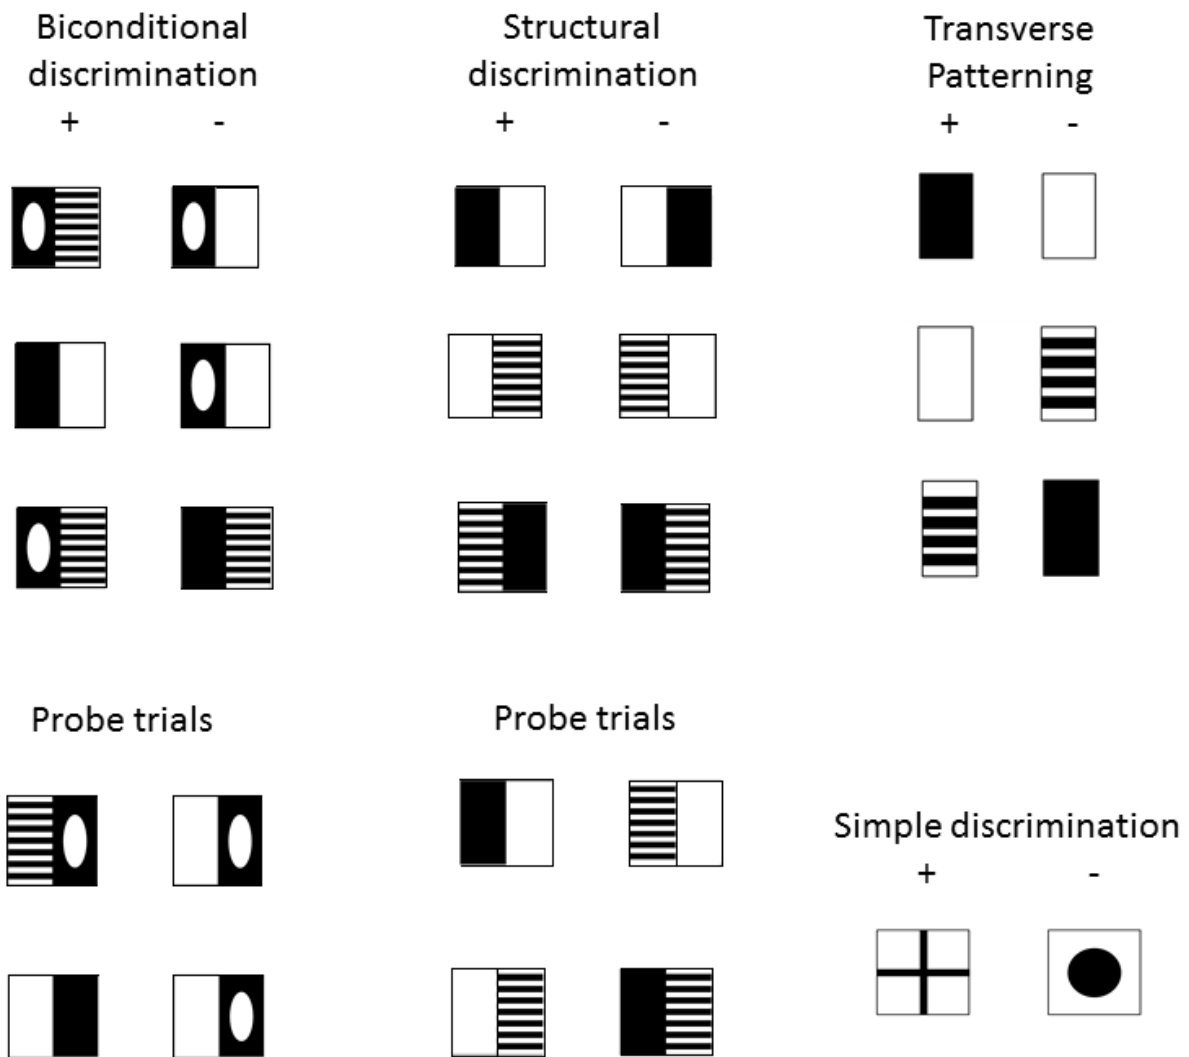 Biconditional
discrimination
+ -
Structural
discrimination
+ -
Transverse
Patterning
+ -
Probe trials
Probe trials
Simple discrimination
+ -